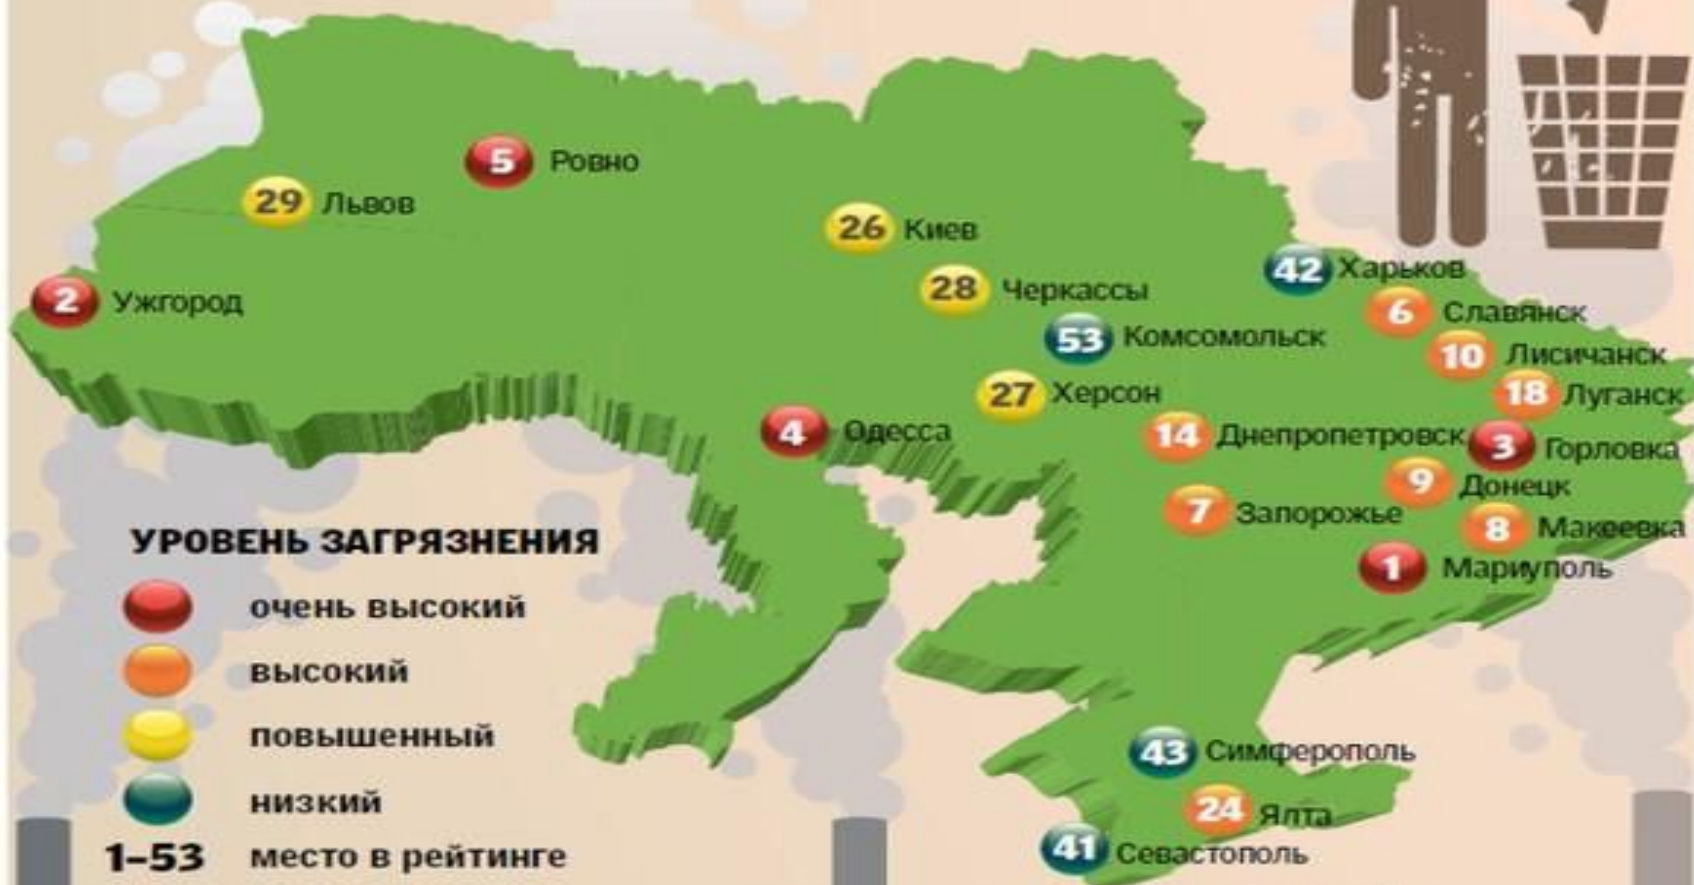 5 Ровно
29 Львов
26 Киев
42 Харьков
28 Черкассы
2 Ужгород
6 Славянск
53 Комсомольск
10 Лисичанск
27 Херсон
18 Луганск
4 Одесса
14 Днепропетровск
3 Горловка
9 Донецк
7 Запорожье
8 Макеевка
1 Мариуполь
УРОВЕНЬ ЗАГРЯЗНЕНИЯ
очень высокий
высокий
повышенный
низкий
1–53 место в рейтинге
43 Симферополь
24 Ялта
41 Севастополь